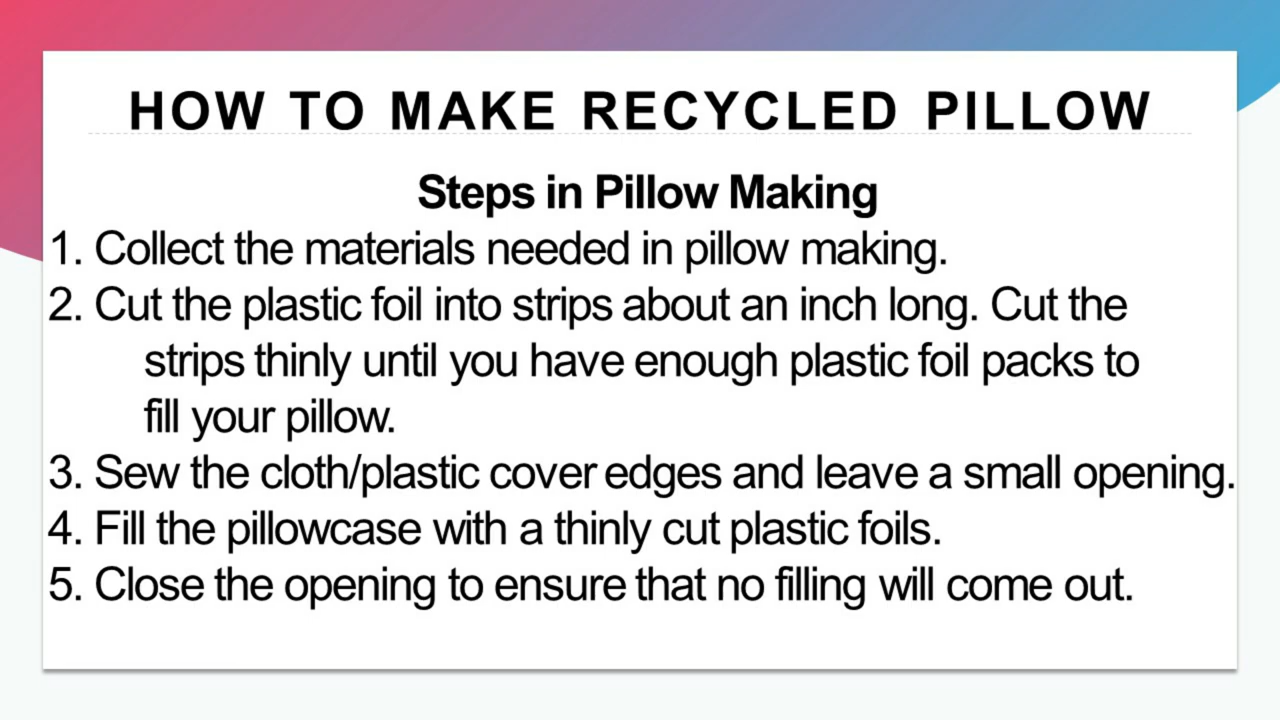 HOW TO MAKE RECYCLED PILLOW
Steps in Pillow Making
1. Collect the materials needed in pillow making.
2. Cut the plastic foil into strips about an inch long. Cut the
strips thinly until you have enough plastic foil packs to
fill your pillow.
3. Sew the cloth/plastic cover edges and leave a small opening.
4. Fill the pillowcase with a thinly cut plastic foils.
5. Close the opening to ensure that no filling will come out.